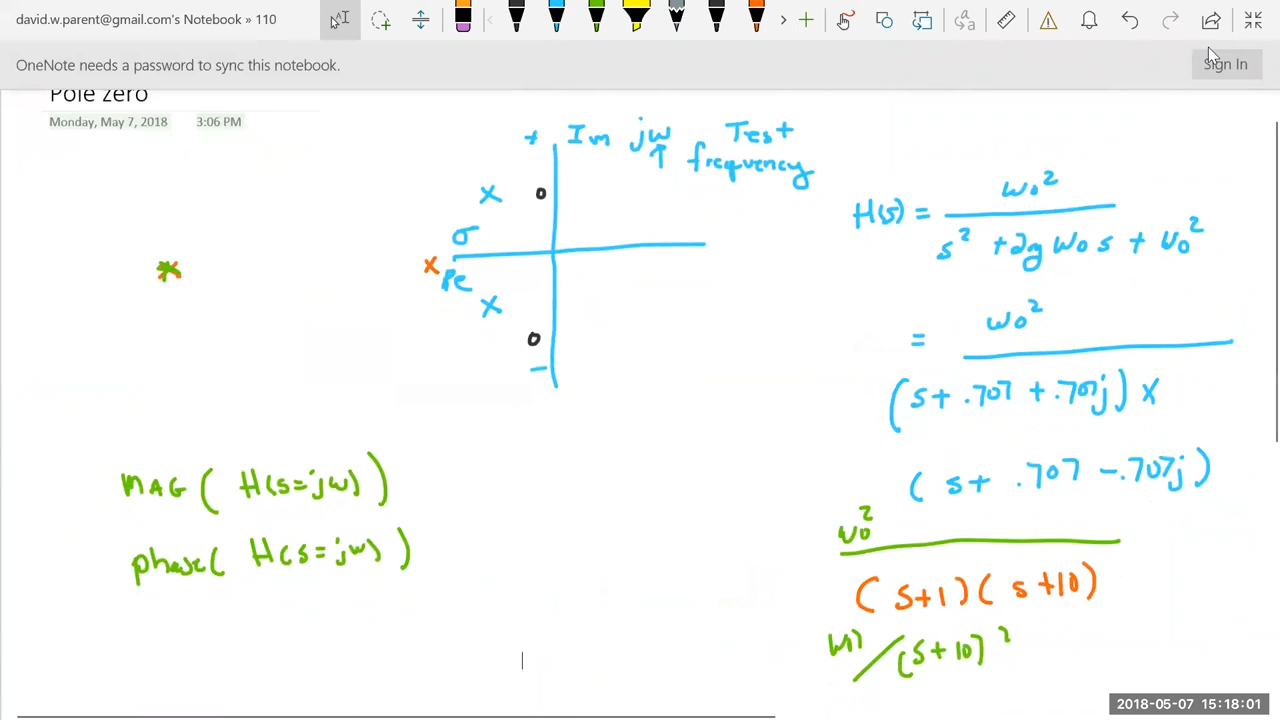 david.w.parent@gmail.com's Notebook » 110
OneNote needs a password to sync this notebook.
Sign In
Pole zero
Monday, May 7, 2018 3:06 PM
+ Im jw Test
frequency
x o
σ
x Re
x
o
−
H(s) = wo²
s² + 2ζ wo s + wo²
= wo²
(s + .707 + .707j) x
(s + .707 − .707j)
MAG ( H(s=jw) )
phase( H(s=jw) )
wo²
(s+1)(s+10)
/(s+10)²
2018-05-07 15:18:01